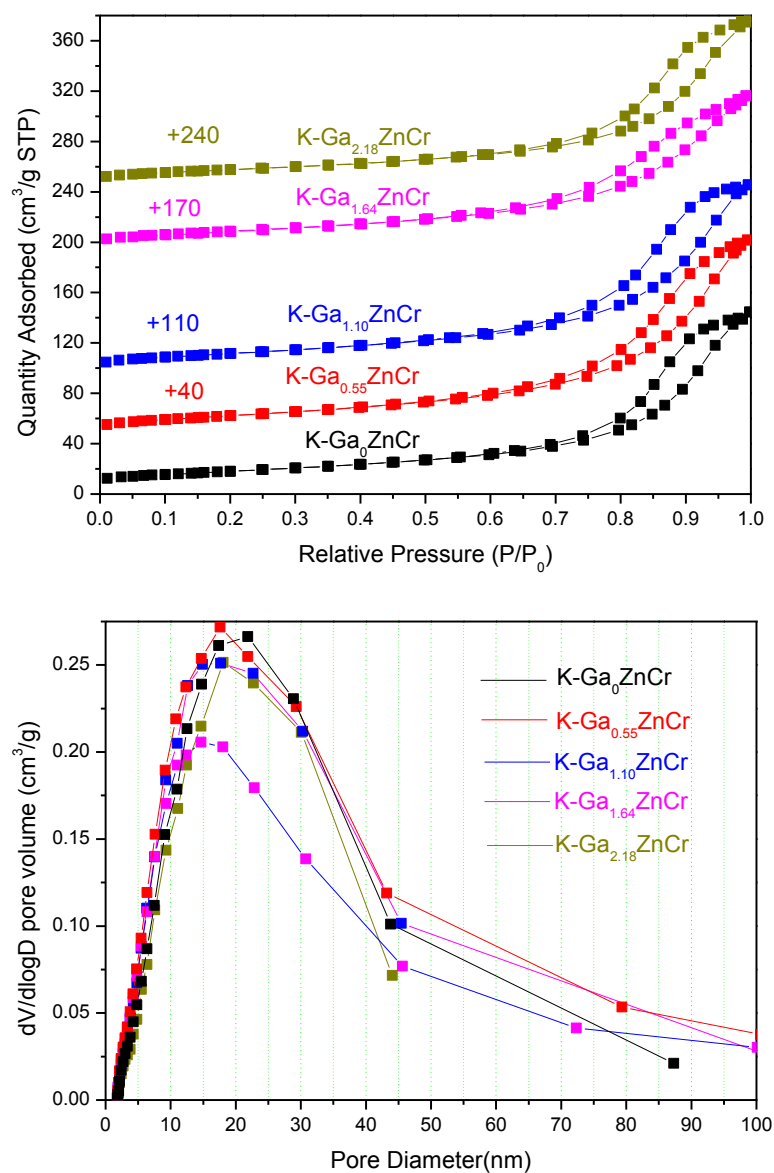 360
320
280
240
200
160
120
80
40
0
Quantity Adsorbed (cm³/g STP)
+240
K-Ga₂.₁₈ZnCr
+170
K-Ga₁.₆₄ZnCr
+110
K-Ga₁.₁₀ZnCr
+40
K-Ga₀.₅₅ZnCr
K-Ga₀ZnCr
0.0 0.1 0.2 0.3 0.4 0.5 0.6 0.7 0.8 0.9 1.0
Relative Pressure (P/P₀)
0.25
0.20
0.15
0.10
0.05
0.00
dV/dlogD pore volume (cm³/g)
K-Ga₀ZnCr
K-Ga₀.₅₅ZnCr
K-Ga₁.₁₀ZnCr
K-Ga₁.₆₄ZnCr
K-Ga₂.₁₈ZnCr
0 10 20 30 40 50 60 70 80 90 100
Pore Diameter(nm)